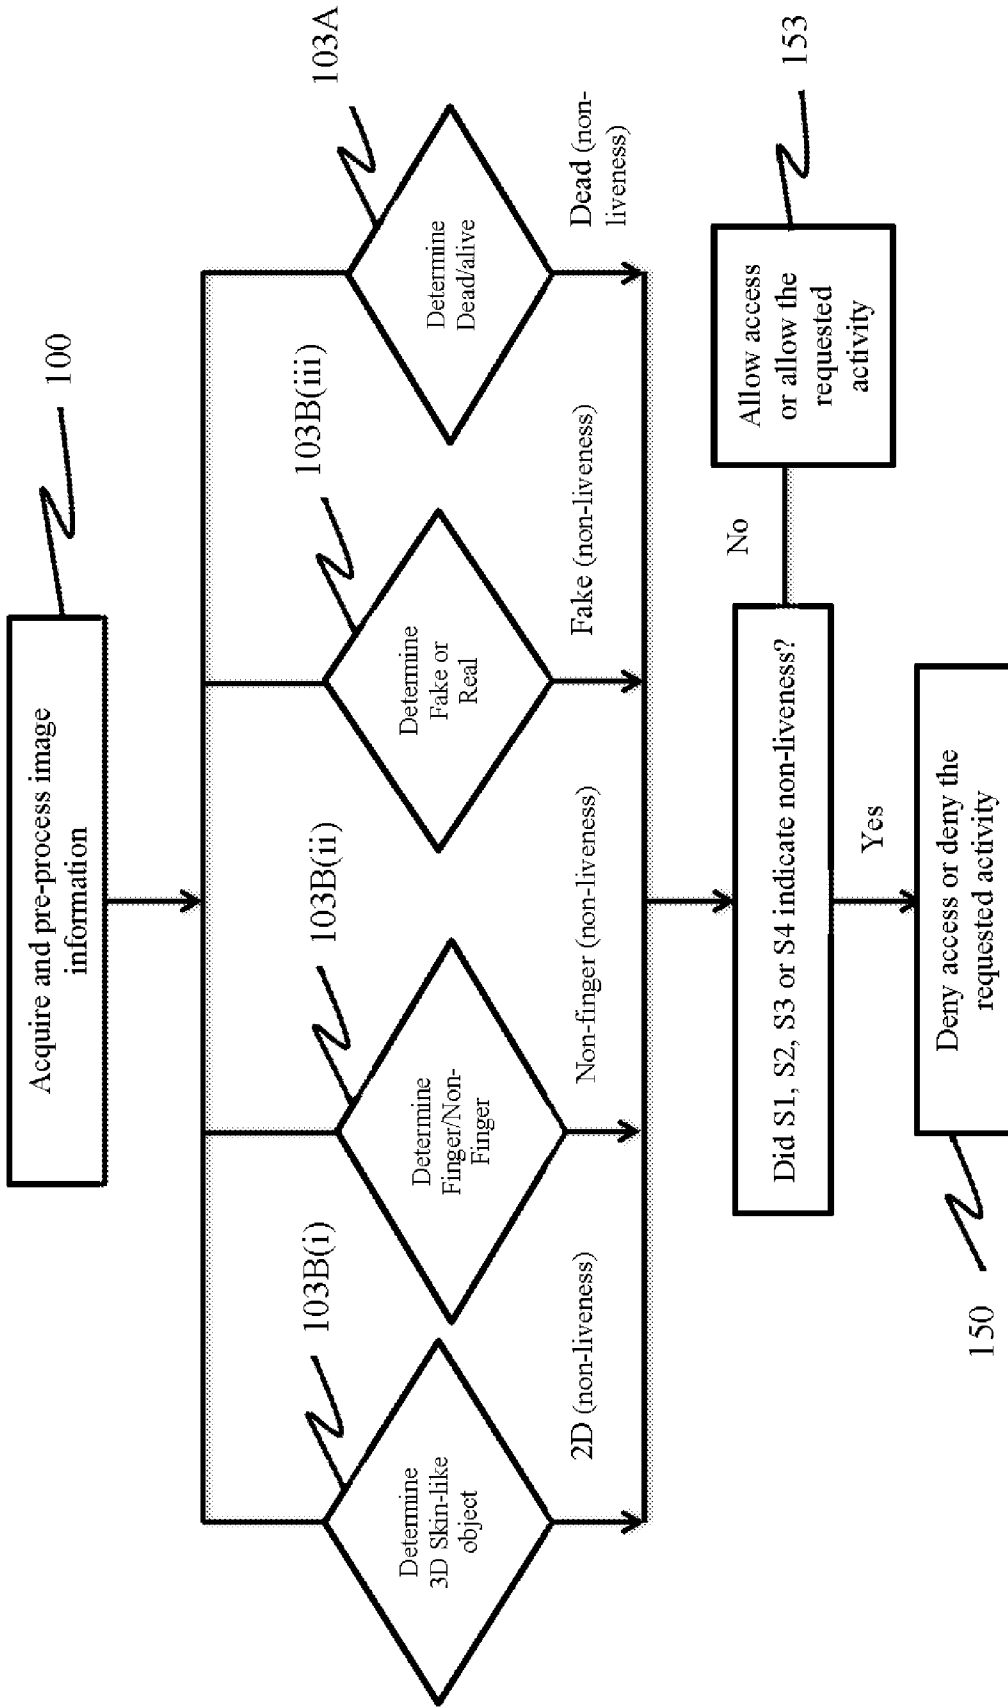 Acquire and pre-process image
information
100
Determine
3D Skin-like
object
103B(i)
2D (non-liveness)
Determine
Finger/Non-
Finger
103B(ii)
Non-finger (non-liveness)
Determine
Fake or
Real
103B(iii)
Fake (non-liveness)
Determine
Dead/alive
103A
Dead (non-
liveness)
Did S1, S2, S3 or S4 indicate non-liveness?
No
Allow access
or allow the
requested
activity
153
Yes
Deny access or deny the
requested activity
150